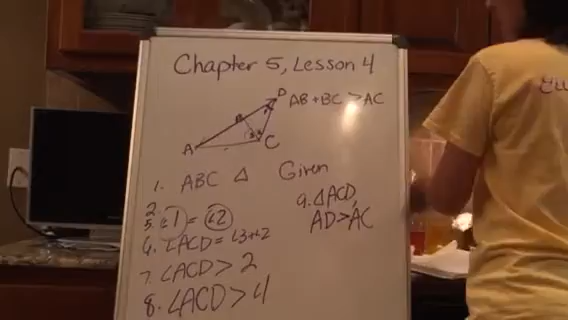 Chapter 5, Lesson 4
D
AB+BC>AC
B
A
C
1. ABC △ Given
2.
5. ∠1 = ∠2
6. ∠ACD = ∠3+∠2
7. ∠ACD > 2
8. ∠ACD > 4
9. △ACD,
AD>AC